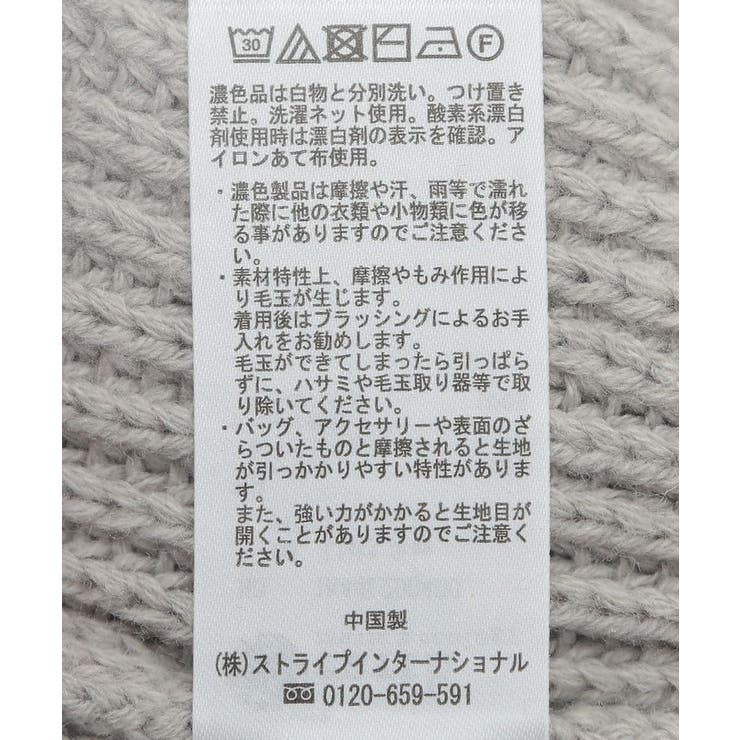 30 F
濃色品は白物と分別洗い。つけ置き
禁止。洗濯ネット使用。酸素系漂白
剤使用時は漂白剤の表示を確認。ア
イロンあて布使用。
・濃色製品は摩擦や汗、雨等で濡れ
た際に他の衣類や小物類に色が移
る事がありますのでご注意くださ
い。
・素材特性上、摩擦やもみ作用によ
り毛玉が生じます。
着用後はブラッシングによるお手
入れをお勧めします。
毛玉ができてしまったら引っぱら
ずに、ハサミや毛玉取り器等で取
り除いてください。
・バッグ、アクセサリーや表面のざ
らついたものと摩擦されると生地
が引っかかりやすい特性がありま
す。
また、強い力がかかると生地目が
開くことがありますのでご注意く
ださい。
中国製
(株)ストライプインターナショナル
0120-659-591